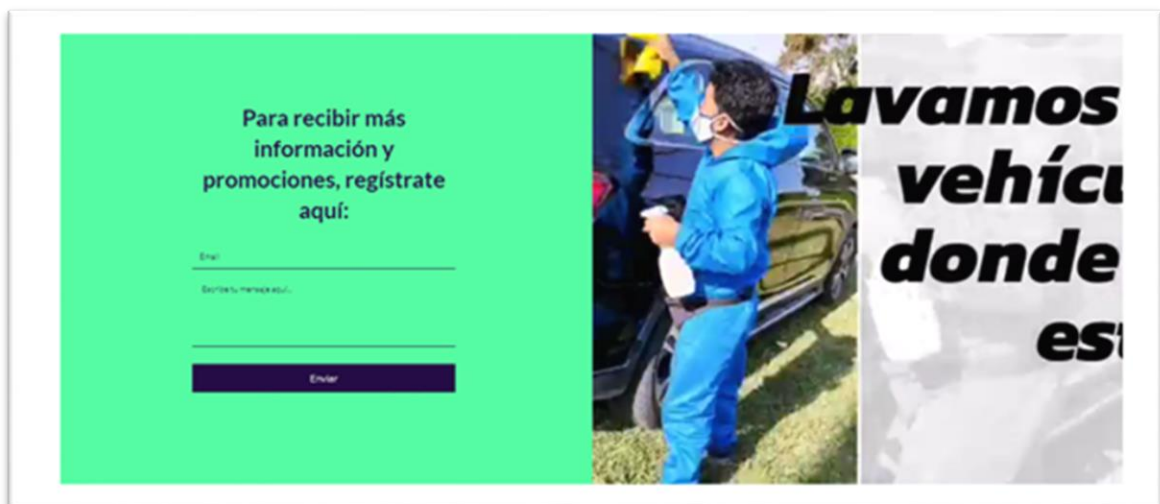 Para recibir más
información y
promociones, regístrate
aquí:
Email
Escribe tu mensaje aquí...
Enviar
Lavamos
vehícu
donde
est